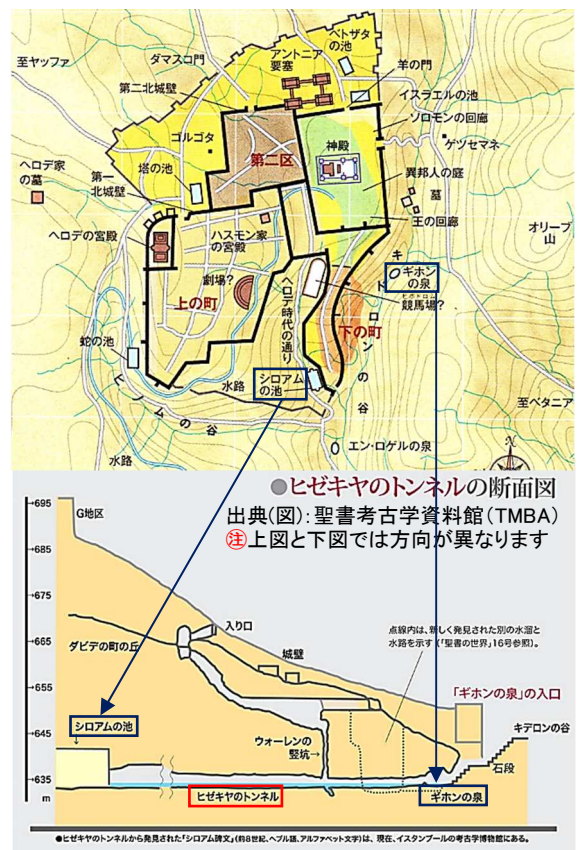 至ヤッファ
ダマスコ門
アントニア
要塞
ベトザタ
の池
羊の門
第二北城壁
イスラエルの池
ソロモンの回廊
ゴルゴタ
ゲツセマネ
神殿
第二区
塔の池
ヘロデ家
の墓
第一
北城壁
異邦人の庭
墓
王の回廊
ヘロデの宮殿
ハスモン家
の宮殿
オリーブ
山
キドロンの谷
ギホン
の泉
劇場?
上の町
ヘロデ時代の通り
ヒポドロム
競馬場?
下の町
蛇の池
シロアム
の池
水路
ヒノムの谷
至ベタニア
水路
エン・ロゲルの泉
N
●ヒゼキヤのトンネルの断面図
出典(図):聖書考古学資料館(TMBA)
注上図と下図では方向が異なります
+695
G地区
+685
+675
+665
入り口
ダビデの町の丘
城壁
点線内は、新しく発見された別の水溜と
水路を示す(「聖書の世界」16号参照)。
+655
「ギホンの泉」の入口
シロアムの池
キデロンの谷
+645
ウォーレンの
竪坑→
石段
+635
m
ヒゼキヤのトンネル
ギホンの泉
●ヒゼキヤのトンネルから発見された「シロアム碑文」(前8世紀、ヘブル語、アルファベット文字)は、現在、イスタンブールの考古学博物館にある。